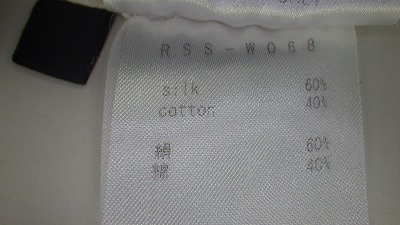 RSS-W068
silk 60%
cotton 40%
絹 60%
綿 40%